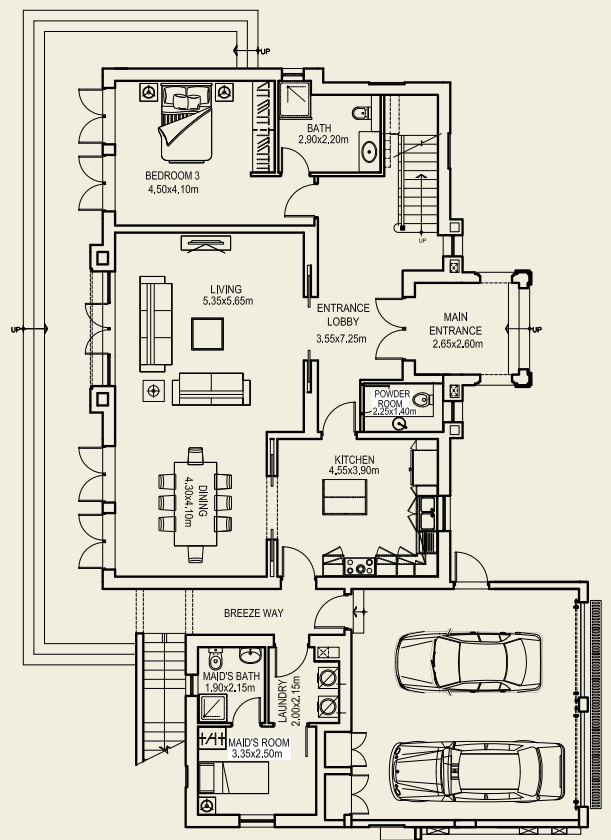 UP
BATH
2.90x2.20m
BEDROOM 3
4.50x4.10m
UP
LIVING
5.35x5.65m
ENTRANCE
LOBBY
3.55x7.25m
MAIN
ENTRANCE
2.65x2.60m
UP
UP
POWDER
ROOM
2.25x1.40m
KITCHEN
4.55x3.90m
DINING
4.30x4.10m
BREEZE WAY
MAID'S BATH
1.90x2.15m
LAUNDRY
2.00x2.15m
MAID'S ROOM
3.35x2.50m